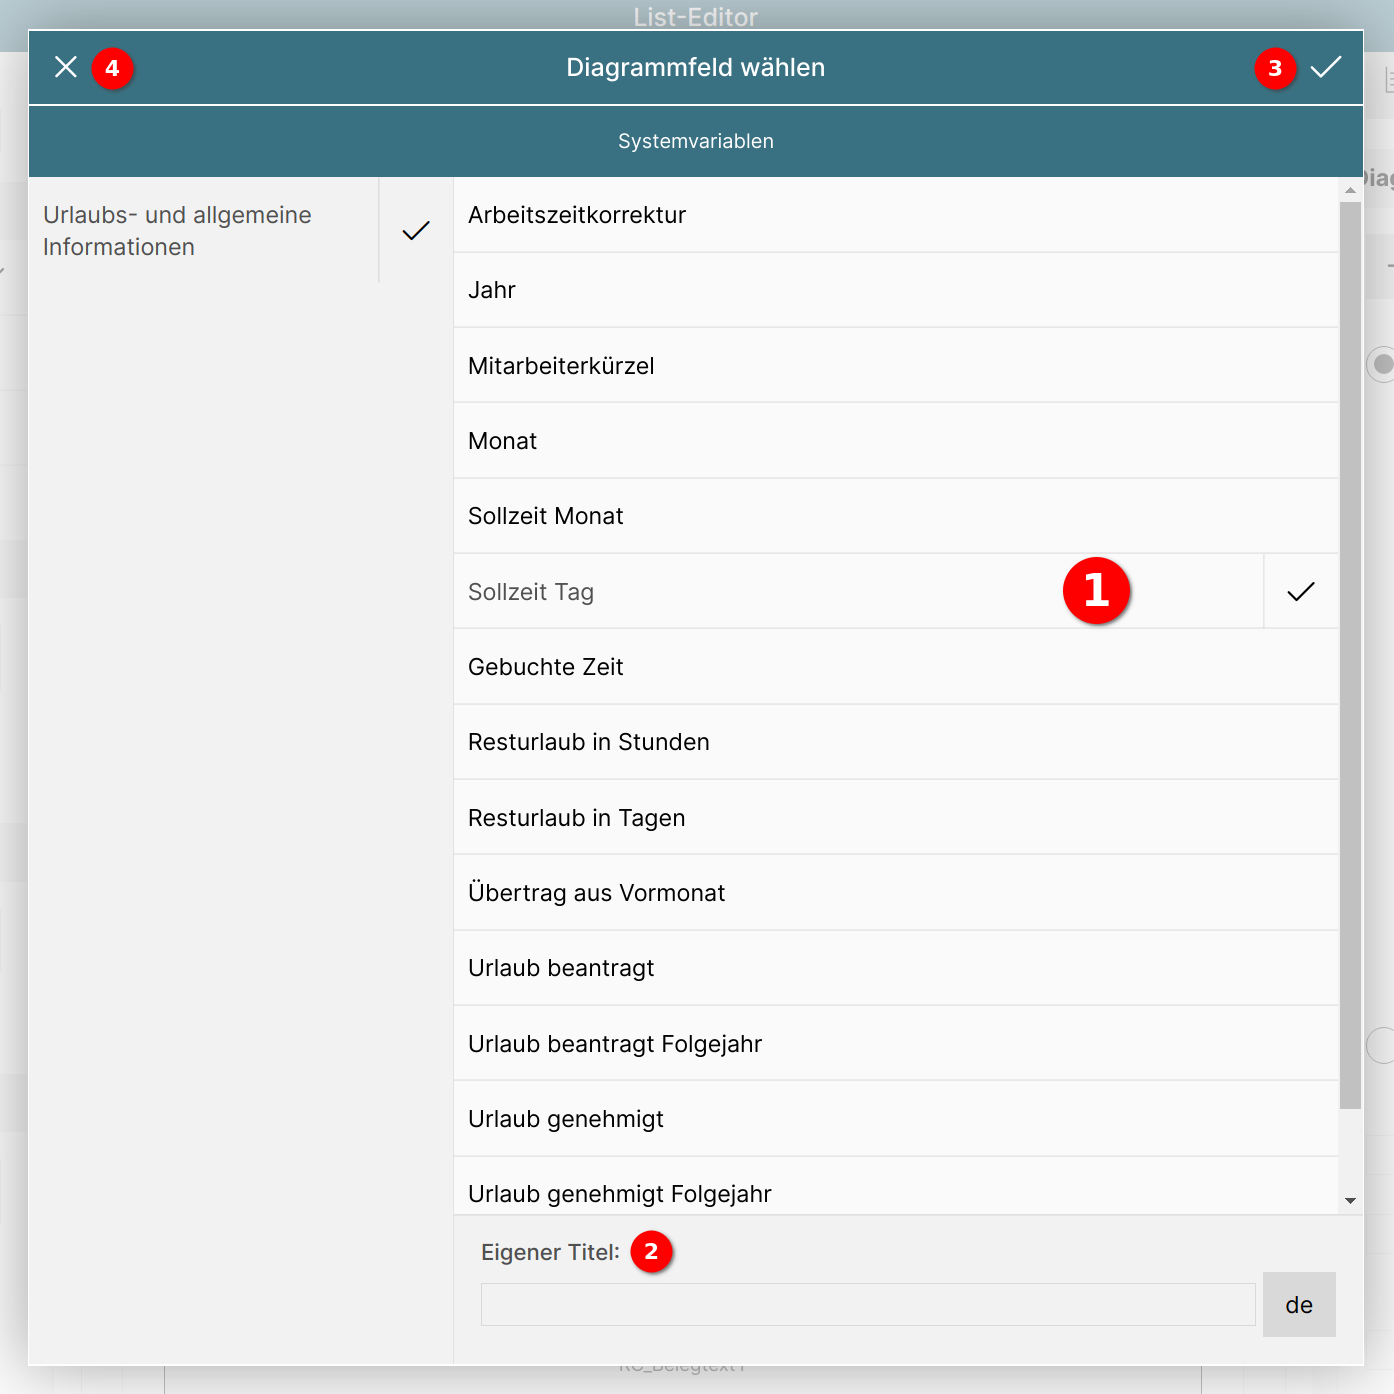 List-Editor
4
Diagrammfeld wählen
3
Systemvariablen
Diag
Urlaubs- und allgemeine
Informationen
Arbeitszeitkorrektur
Jahr
Mitarbeiterkürzel
Monat
Sollzeit Monat
Sollzeit Tag
1
Gebuchte Zeit
Resturlaub in Stunden
Resturlaub in Tagen
Übertrag aus Vormonat
Urlaub beantragt
Urlaub beantragt Folgejahr
Urlaub genehmigt
Urlaub genehmigt Folgejahr
Eigener Titel:
2
de